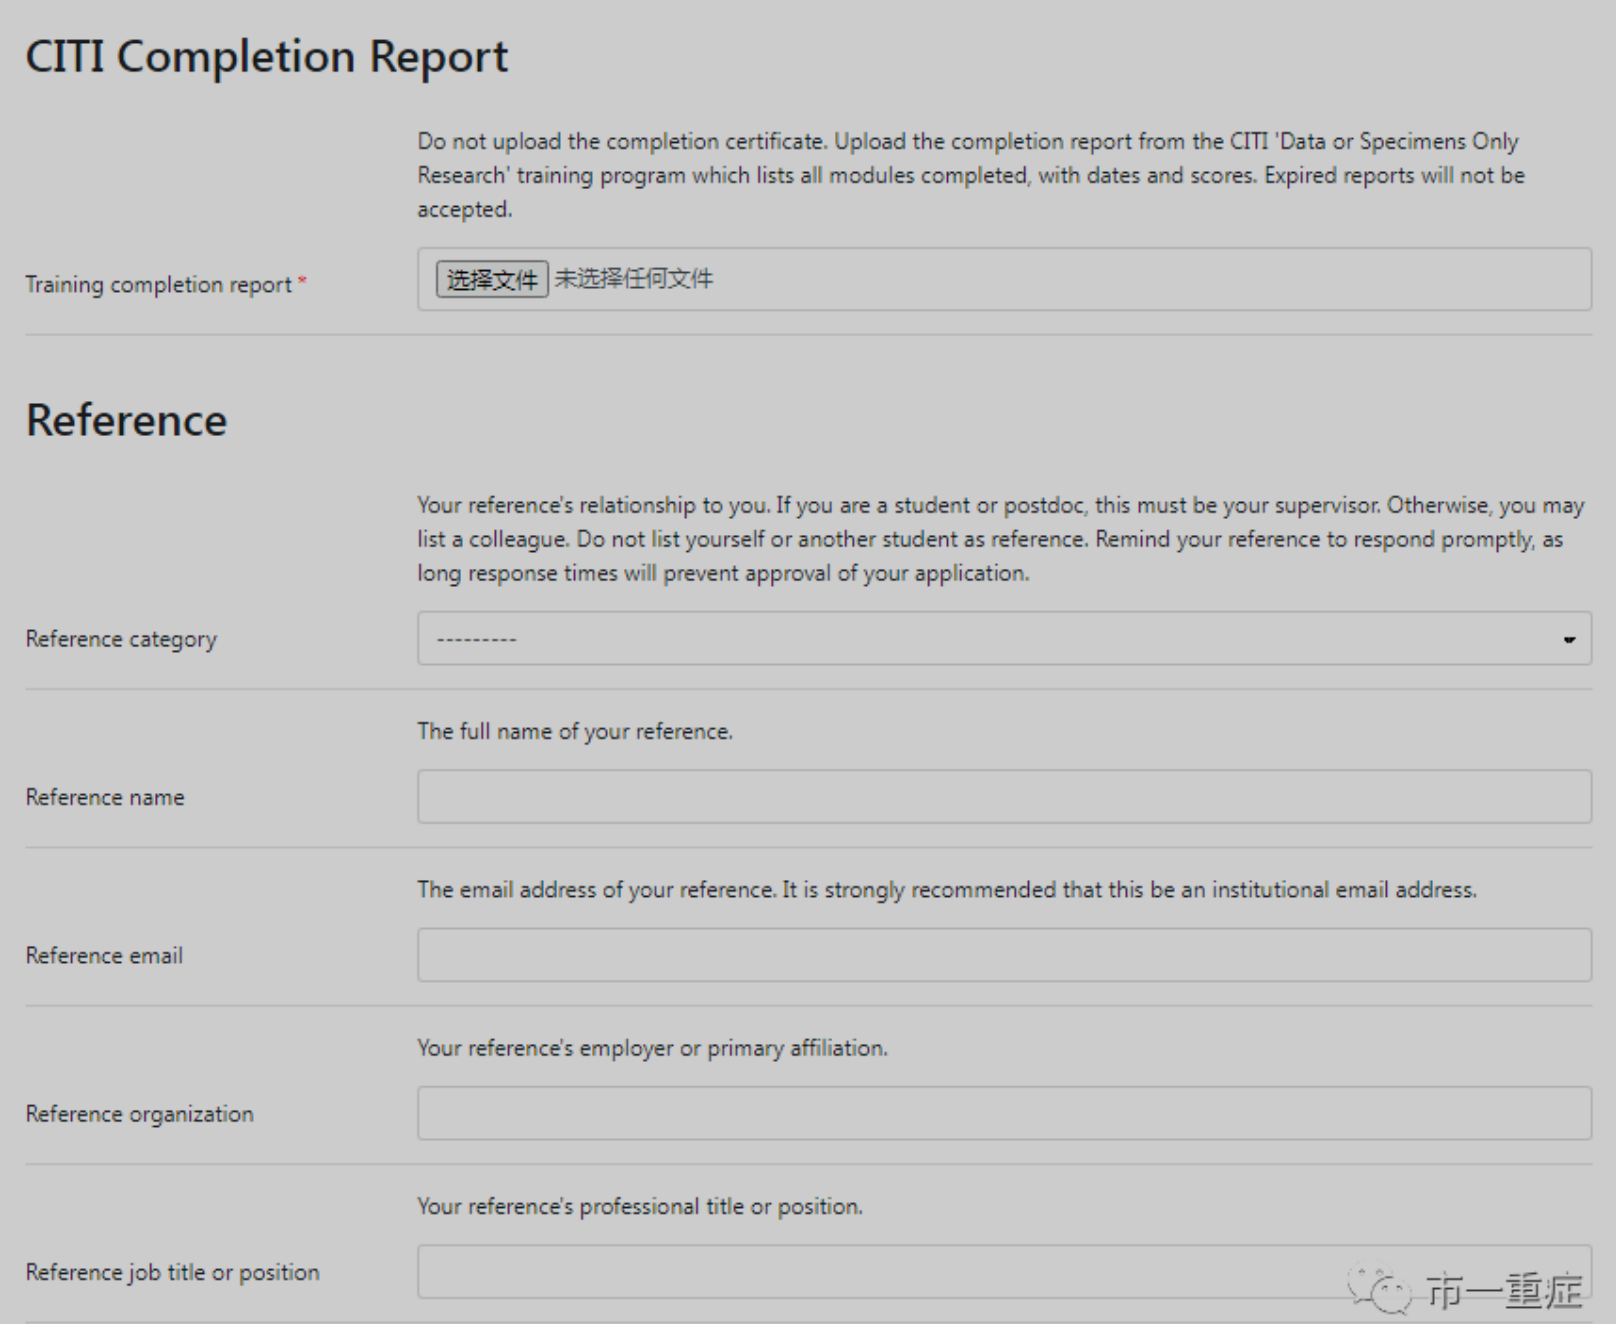 CITI Completion Report
Do not upload the completion certificate. Upload the completion report from the CITI 'Data or Specimens Only
Research' training program which lists all modules completed, with dates and scores. Expired reports will not be
accepted.
Training completion report *
选择文件 未选择任何文件
Reference
Your reference's relationship to you. If you are a student or postdoc, this must be your supervisor. Otherwise, you may
list a colleague. Do not list yourself or another student as reference. Remind your reference to respond promptly, as
long response times will prevent approval of your application.
Reference category
---------
The full name of your reference.
Reference name
The email address of your reference. It is strongly recommended that this be an institutional email address.
Reference email
Your reference's employer or primary affiliation.
Reference organization
Your reference's professional title or position.
Reference job title or position
市一重症